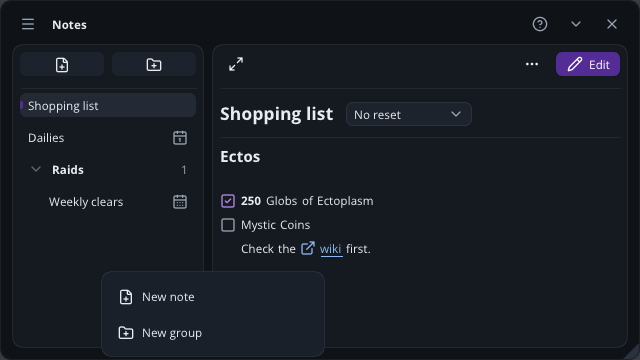 Notes
Edit
Shopping list
Dailies
Raids 1
Weekly clears
Shopping list No reset
Ectos
250 Globs of Ectoplasm
Mystic Coins
Check the wiki first.
New note
New group